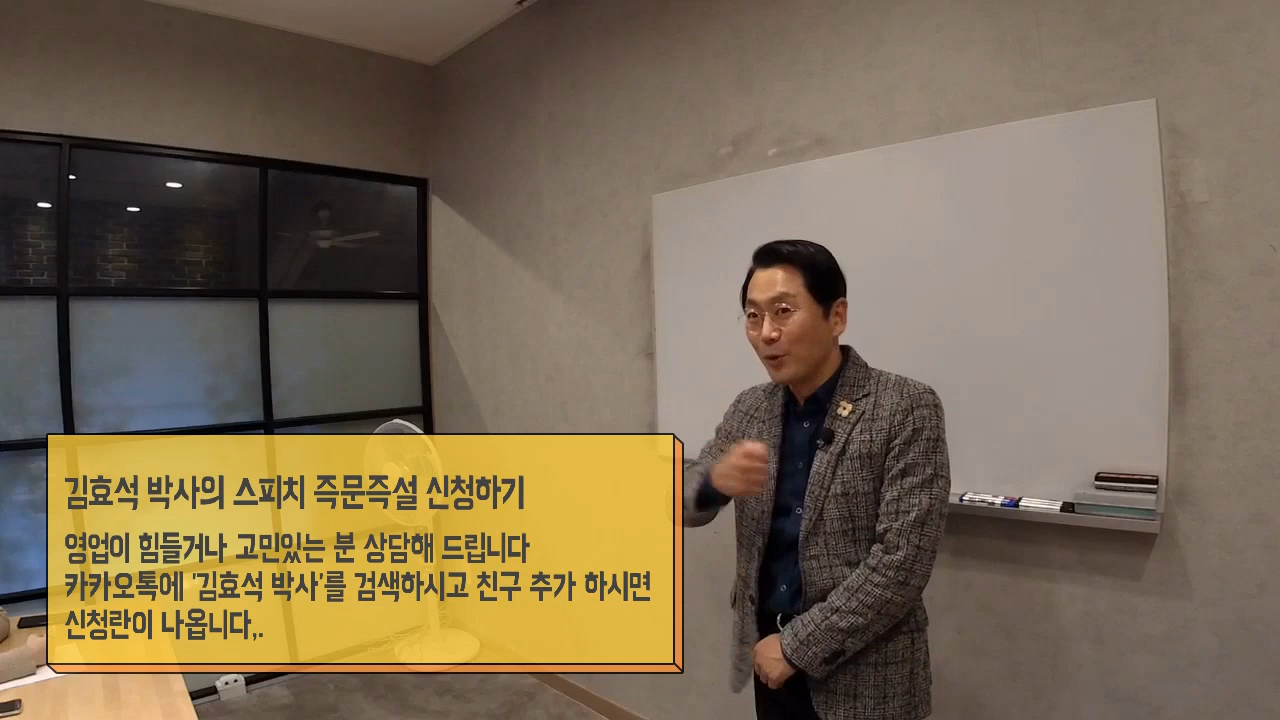 김효석 박사의 스피치 즉문즉설 신청하기
영업이 힘들거나 고민있는 분 상담해 드립니다
카카오톡에 '김효석 박사'를 검색하시고 친구 추가 하시면
신청란이 나옵니다,.